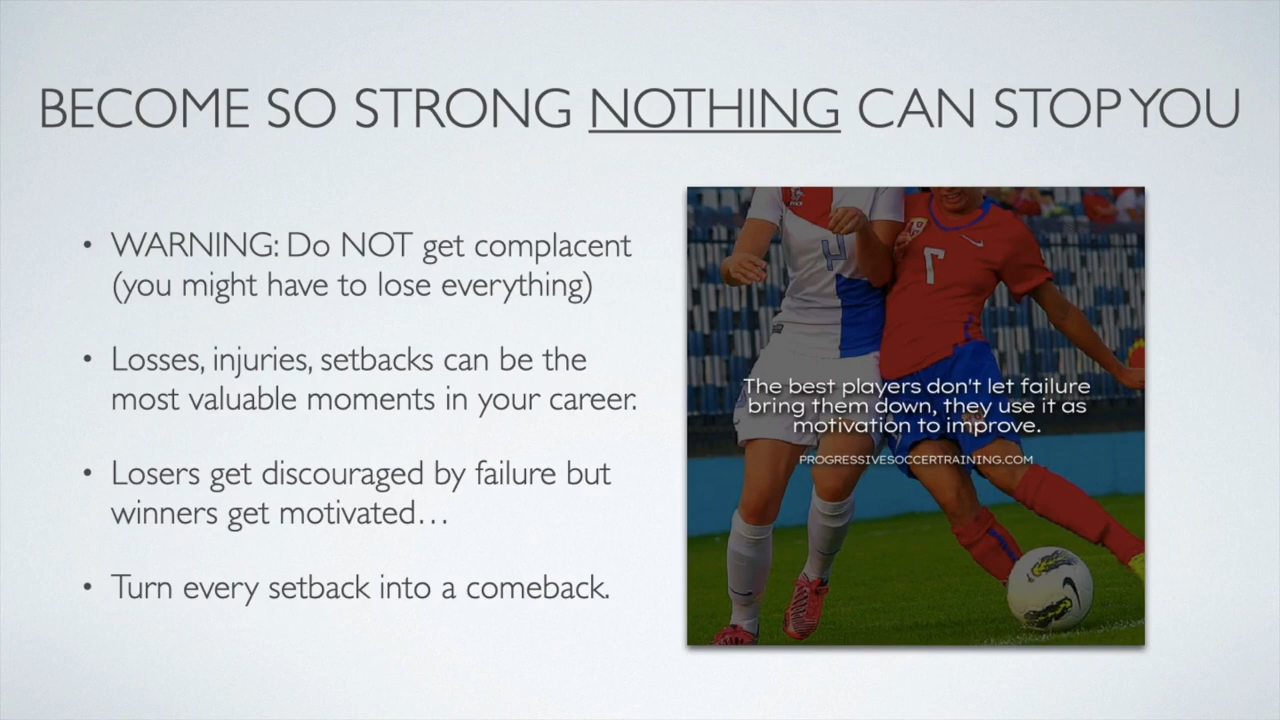 BECOME SO STRONG NOTHING CAN STOP YOU
• WARNING: Do NOT get complacent
(you might have to lose everything)
• Losses, injuries, setbacks can be the
most valuable moments in your career.
• Losers get discouraged by failure but
winners get motivated…
• Turn every setback into a comeback.
4
7
The best players don't let failure
bring them down, they use it as
motivation to improve.
PROGRESSIVESOCCERTRAINING.COM